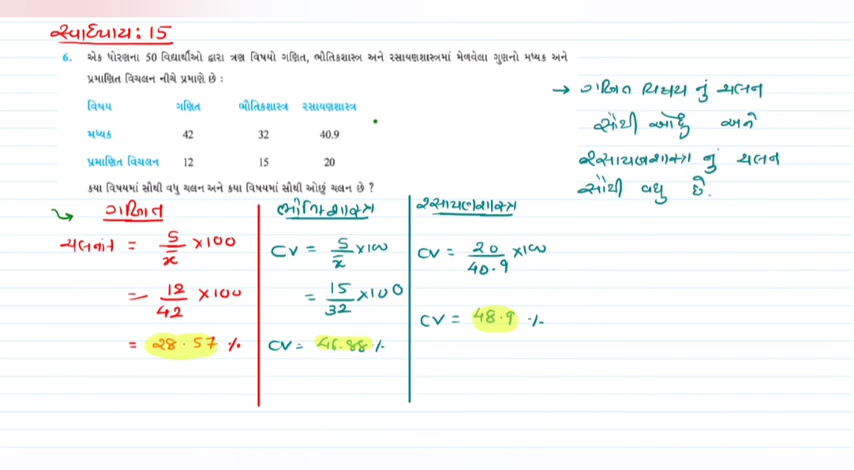 સ્વાધ્યાય: 15
6. એક ધોરણના 50 વિદ્યાર્થીઓ દ્વારા ત્રણ વિષયો ગણિત, ભૌતિકશાસ્ત્ર અને રસાયણશાસ્ત્રમાં મેળવેલા ગુણનો મધ્યક અને
પ્રમાણિત વિચલન નીચે પ્રમાણે છે :
વિષય ગણિત ભૌતિકશાસ્ત્ર રસાયણશાસ્ત્ર
મધ્યક 42 32 40.9
પ્રમાણિત વિચલન 12 15 20
કયા વિષયમાં સૌથી વધુ ચલન અને કયા વિષયમાં સૌથી ઓછું ચલન છે ?
→ ગણિત વિષય નું ચલન
સૌથી ઓછું અને
રસાયણશાસ્ત્ર નું ચલન
સૌથી વધુ છે.
ગણિત
ચલનાંક = s/x̄ ×100
= 12/42 ×100
= 28.57 %
ભૌતિકશાસ્ત્ર
CV = s/x̄ ×100
= 15/32 ×100
CV = 46.88 %
રસાયણશાસ્ત્ર
CV = 20/40.9 ×100
CV = 48.9 %